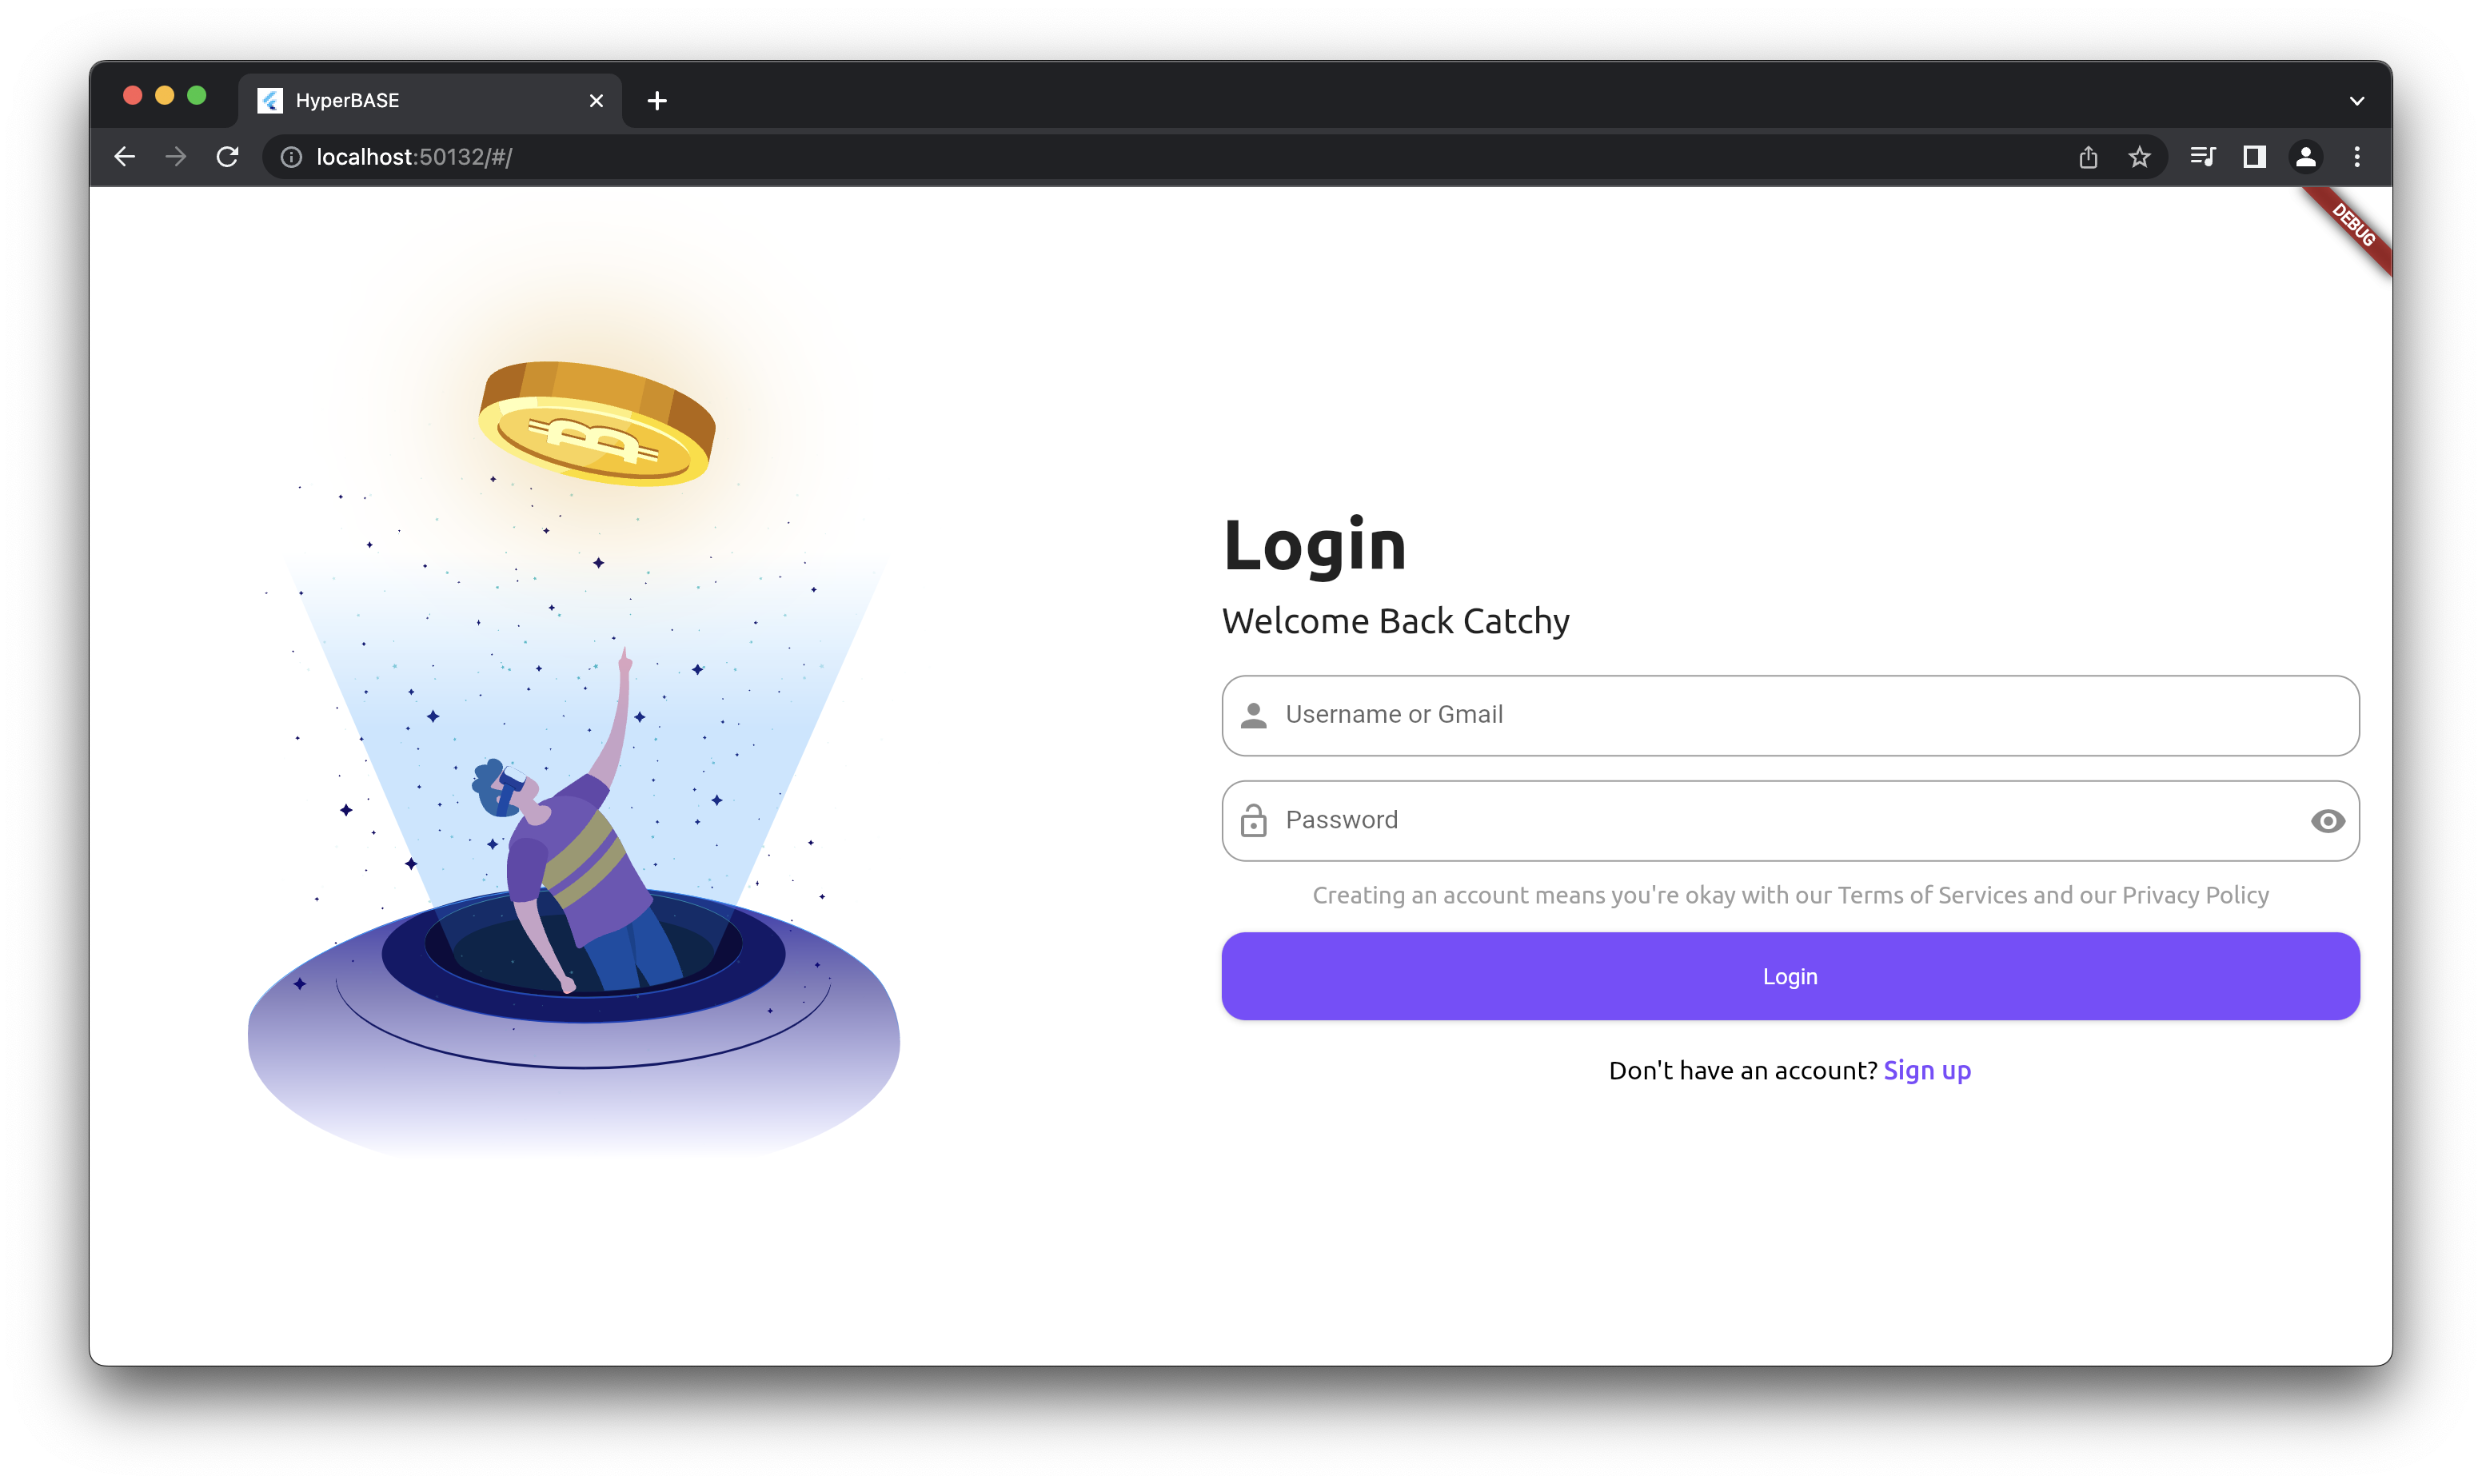 HyperBASE
localhost:50132/#/
DEBUG
Login
Welcome Back Catchy
Username or Gmail
Password
Creating an account means you're okay with our Terms of Services and our Privacy Policy
Login
Don't have an account? Sign up